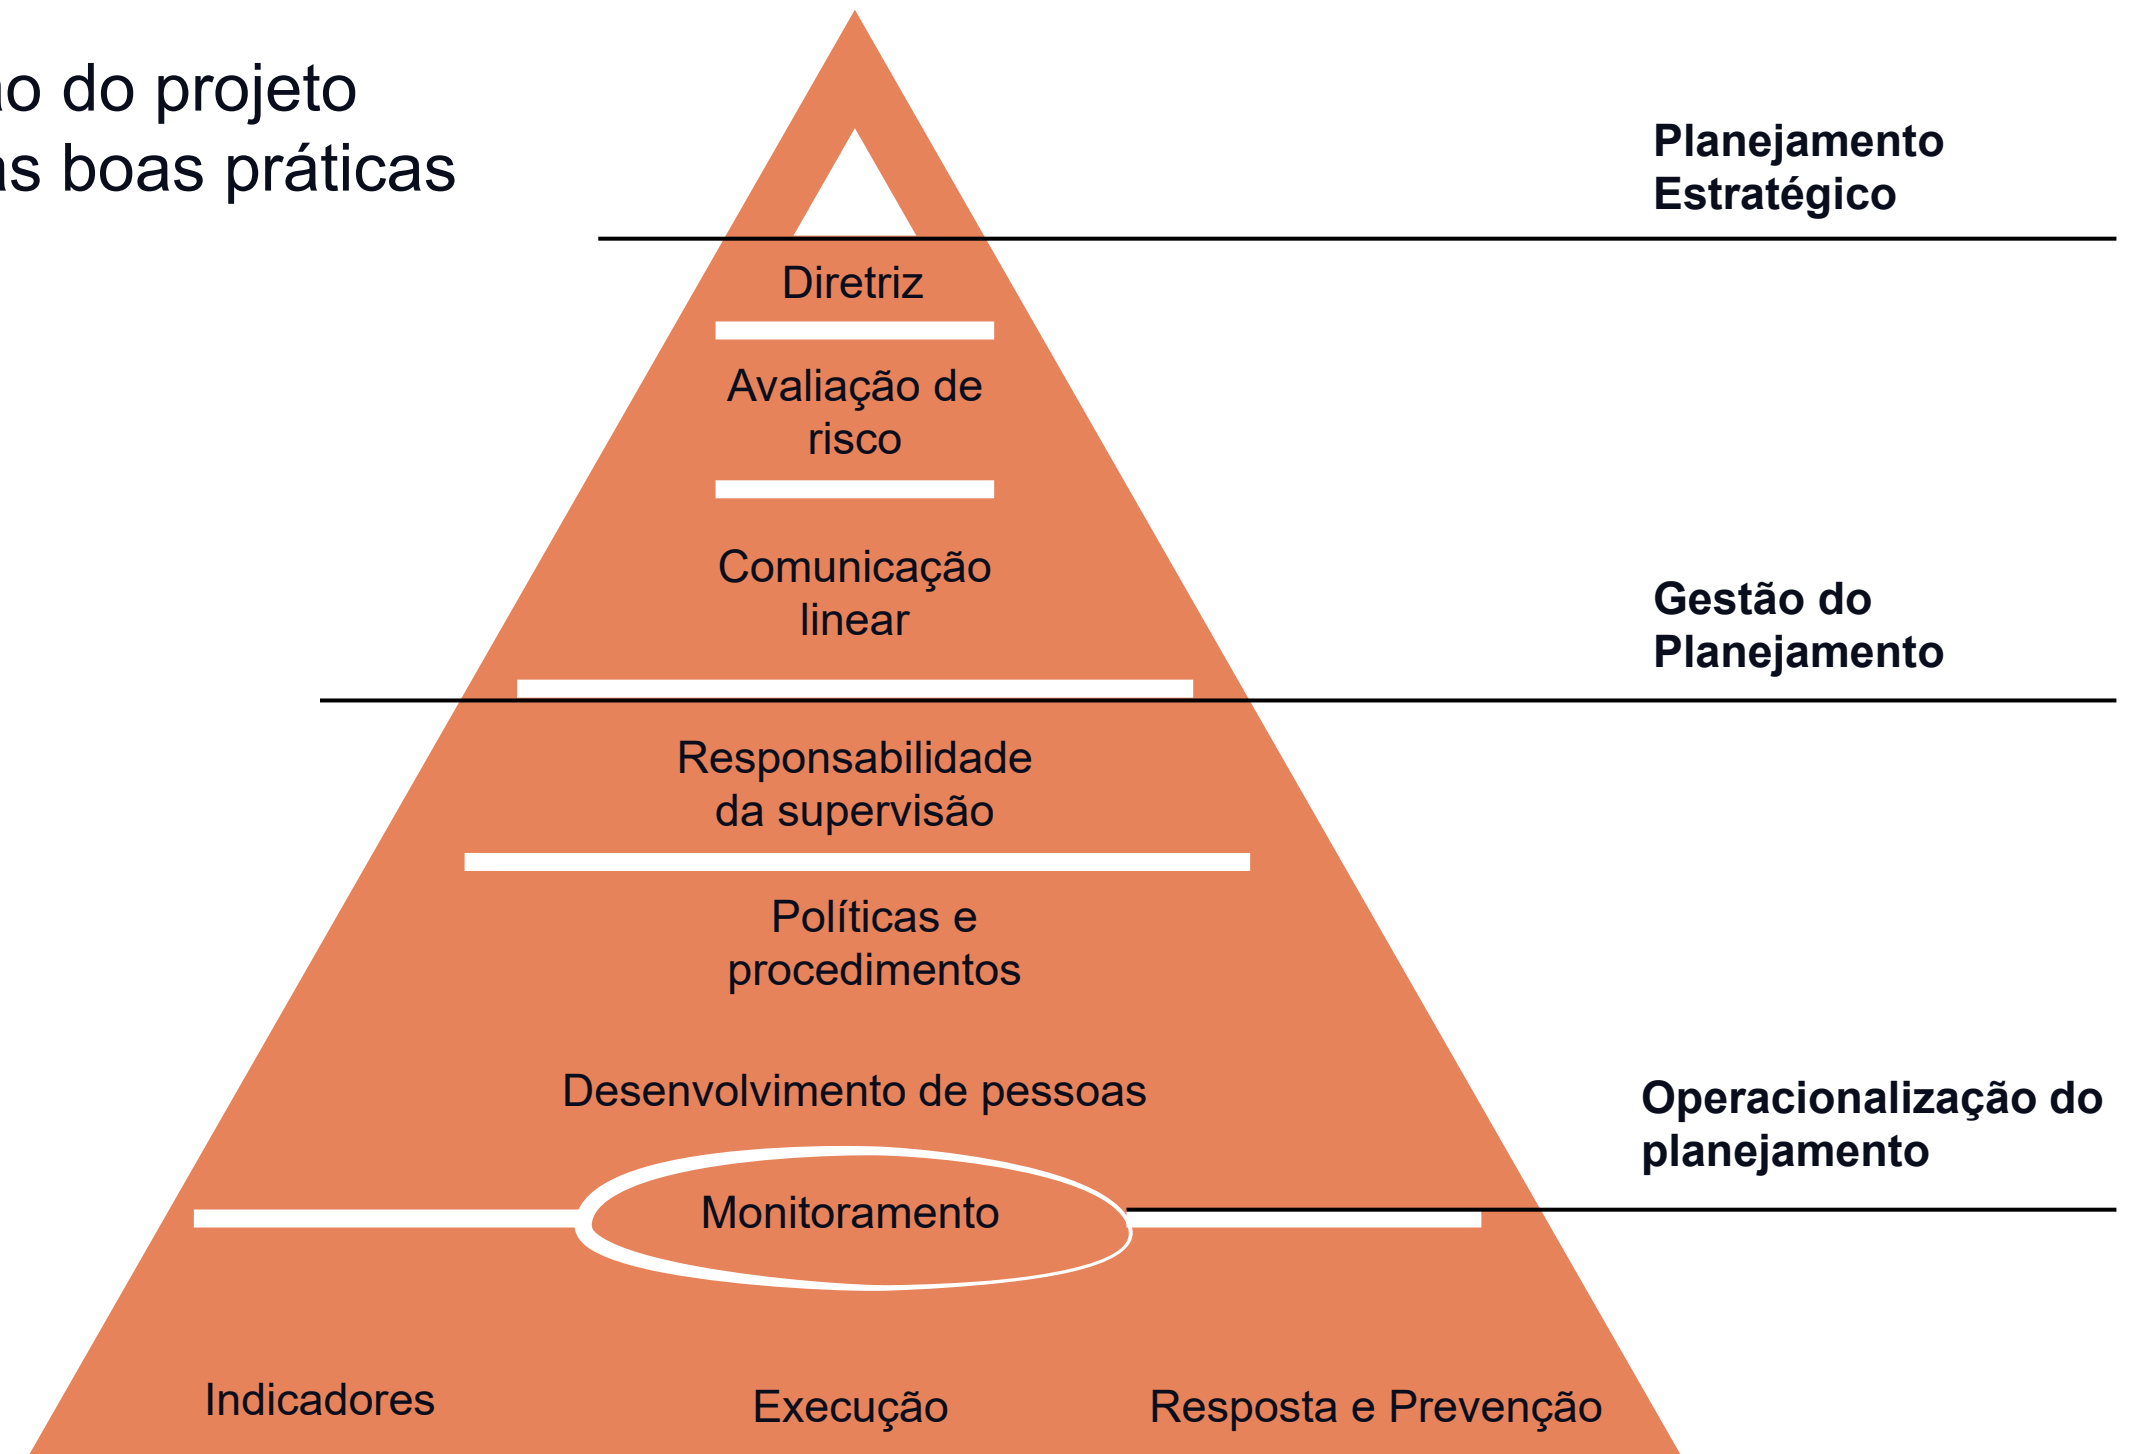 do projeto
boas práticas
Planejamento
Estratégico
Diretriz
Avaliação de
risco
Comunicação
linear
Gestão do
Planejamento
Responsabilidade
da supervisão
Políticas e
procedimentos
Desenvolvimento de pessoas
Operacionalização do
planejamento
Monitoramento
Indicadores
Execução
Resposta e Prevenção